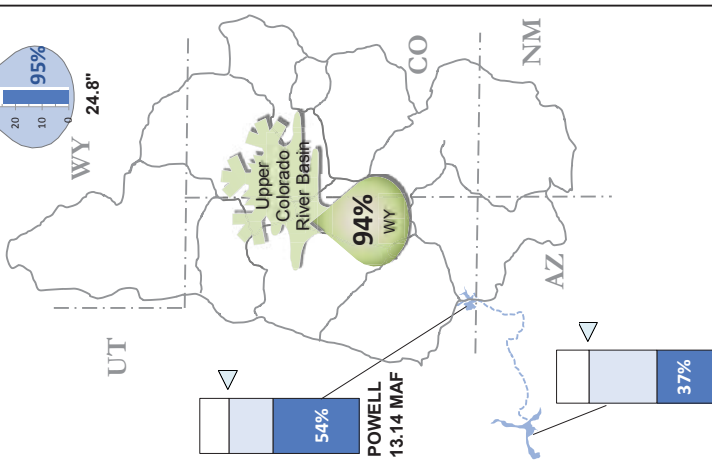 20
10
0
95%
24.8"
WY
UT
CO
NM
AZ
Upper
Colorado
River Basin
94%
WY
54%
POWELL
13.14 MAF
37%